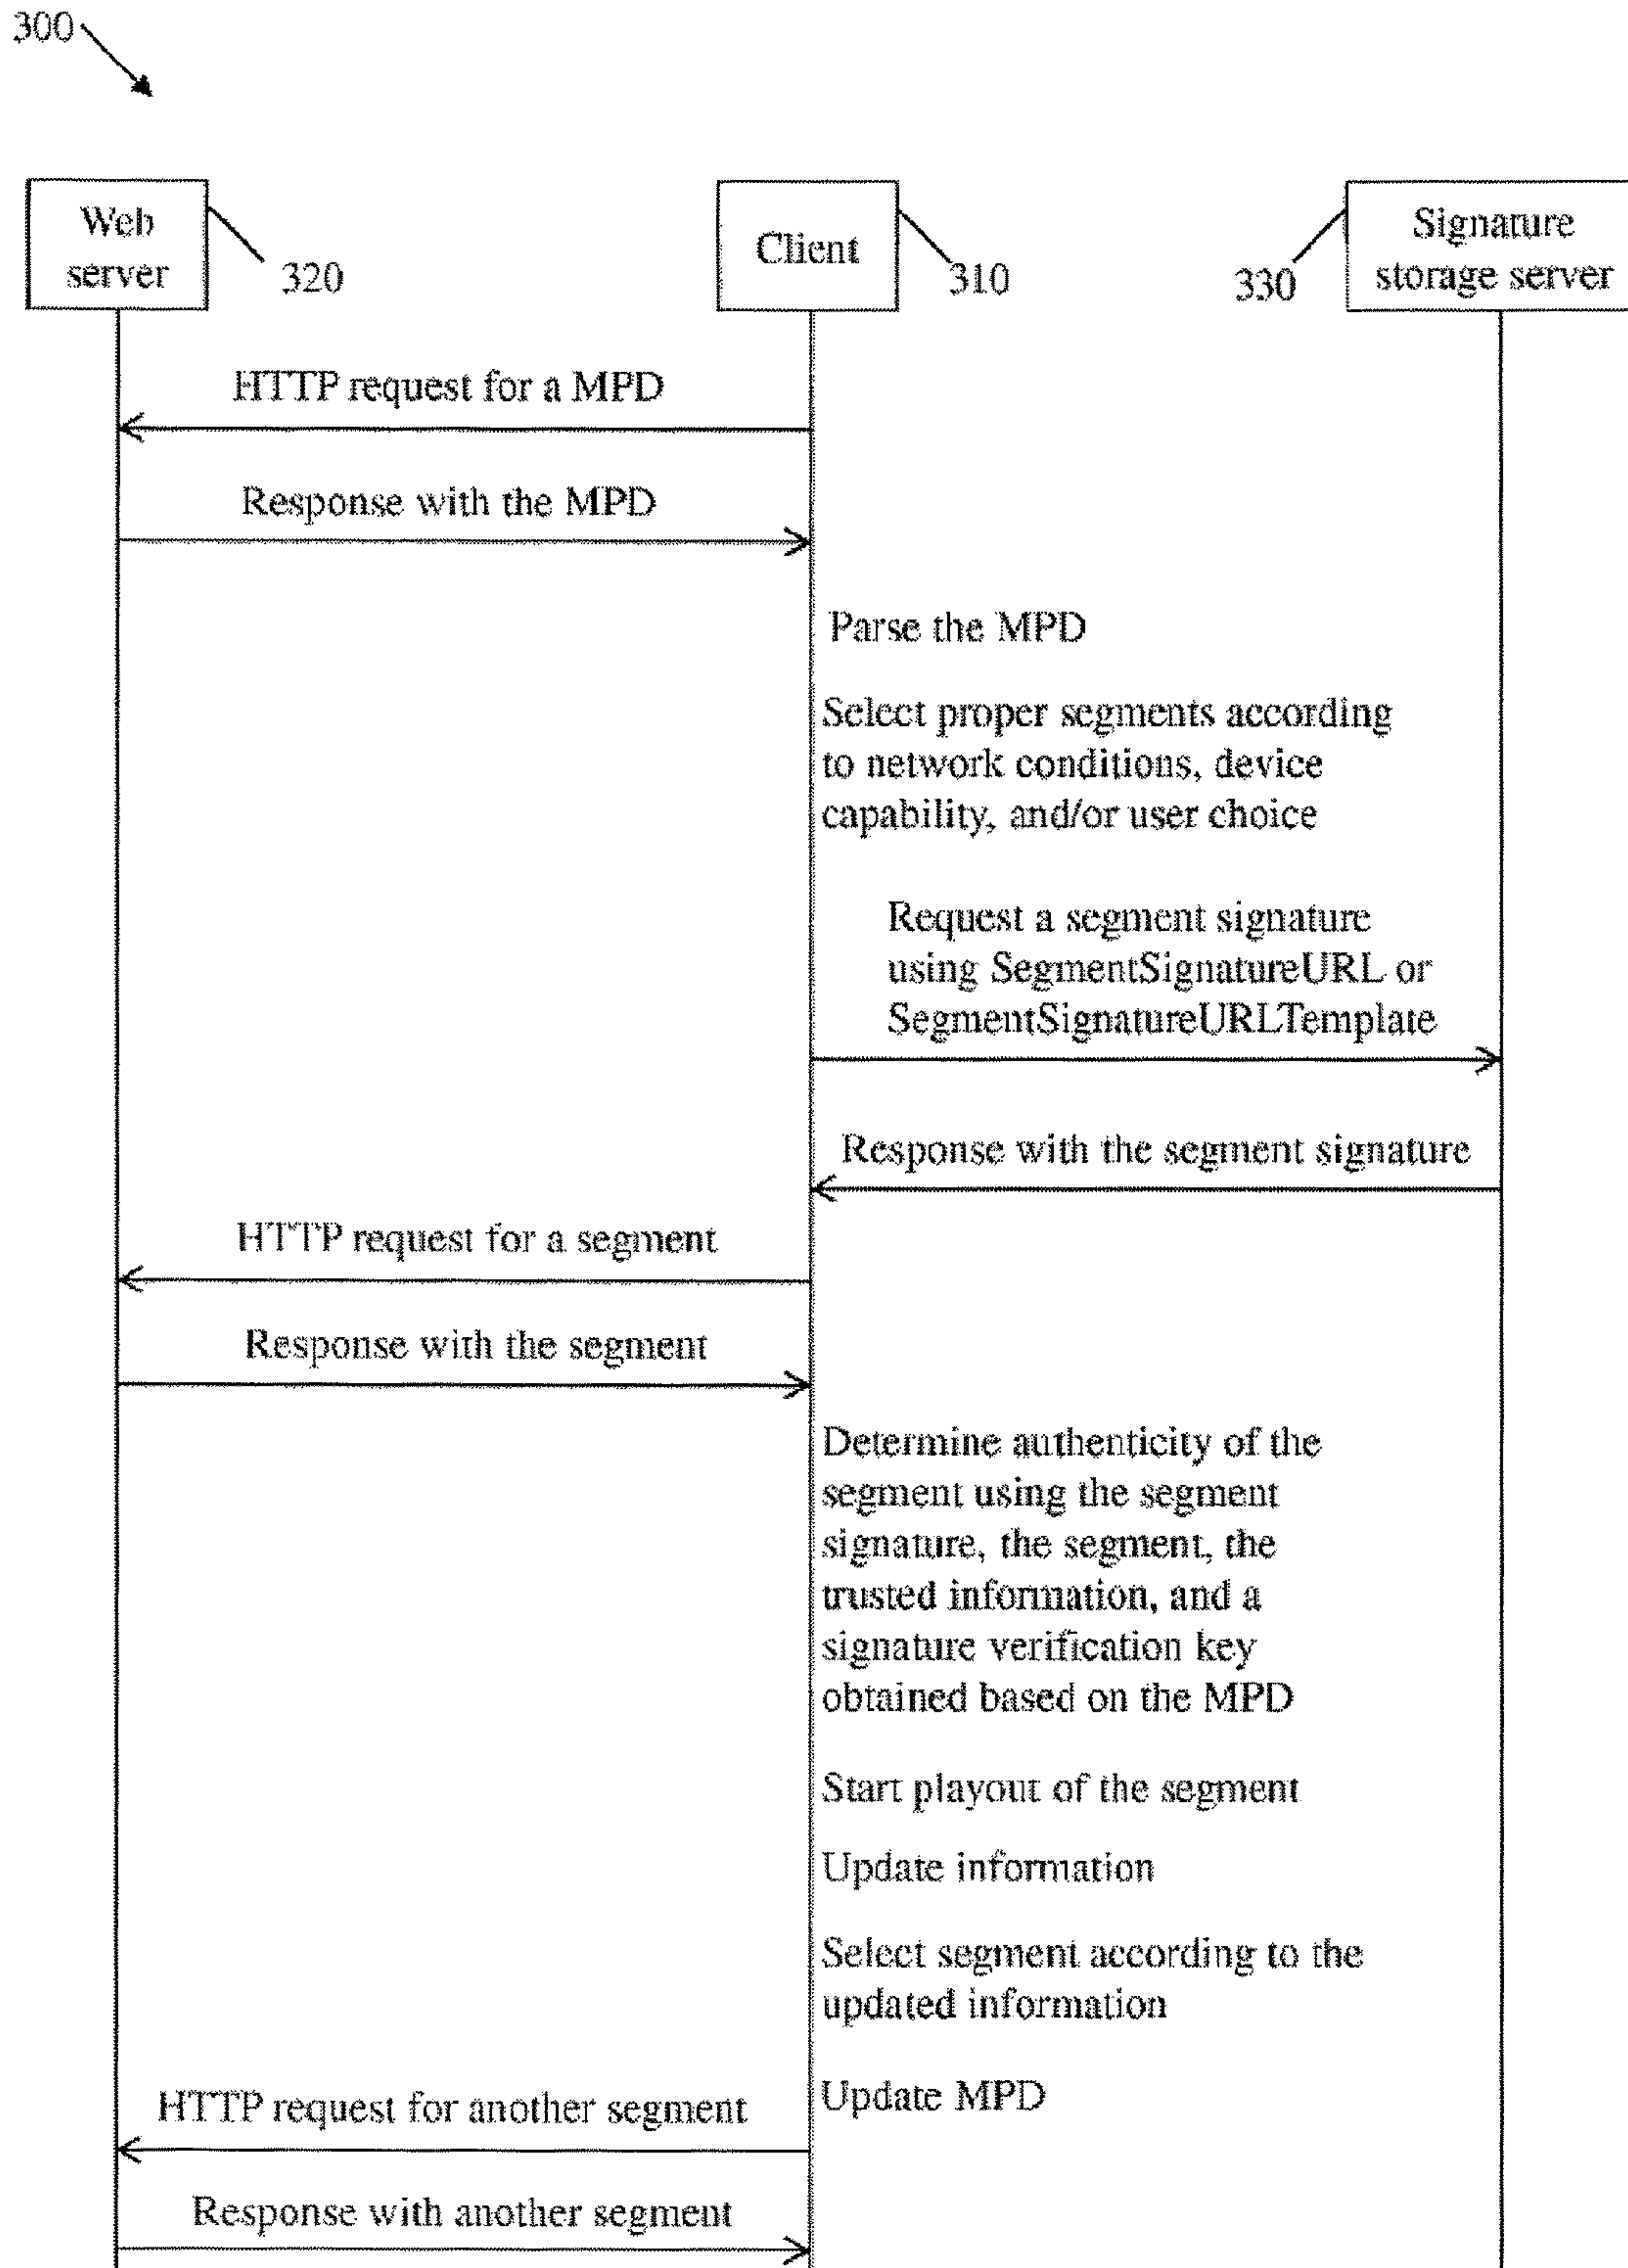 300
Web
server
320
Client
310
330
Signature
storage server
HTTP request for a MPD
Response with the MPD
Parse the MPD
Select proper segments according
to network conditions, device
capability, and/or user choice
Request a segment signature
using SegmentSignatureURL or
SegmentSignatureURLTemplate
Response with the segment signature
HTTP request for a segment
Response with the segment
Determine authenticity of the
segment using the segment
signature, the segment, the
trusted information, and a
signature verification key
obtained based on the MPD
Start playout of the segment
Update information
Select segment according to the
updated information
Update MPD
HTTP request for another segment
Response with another segment